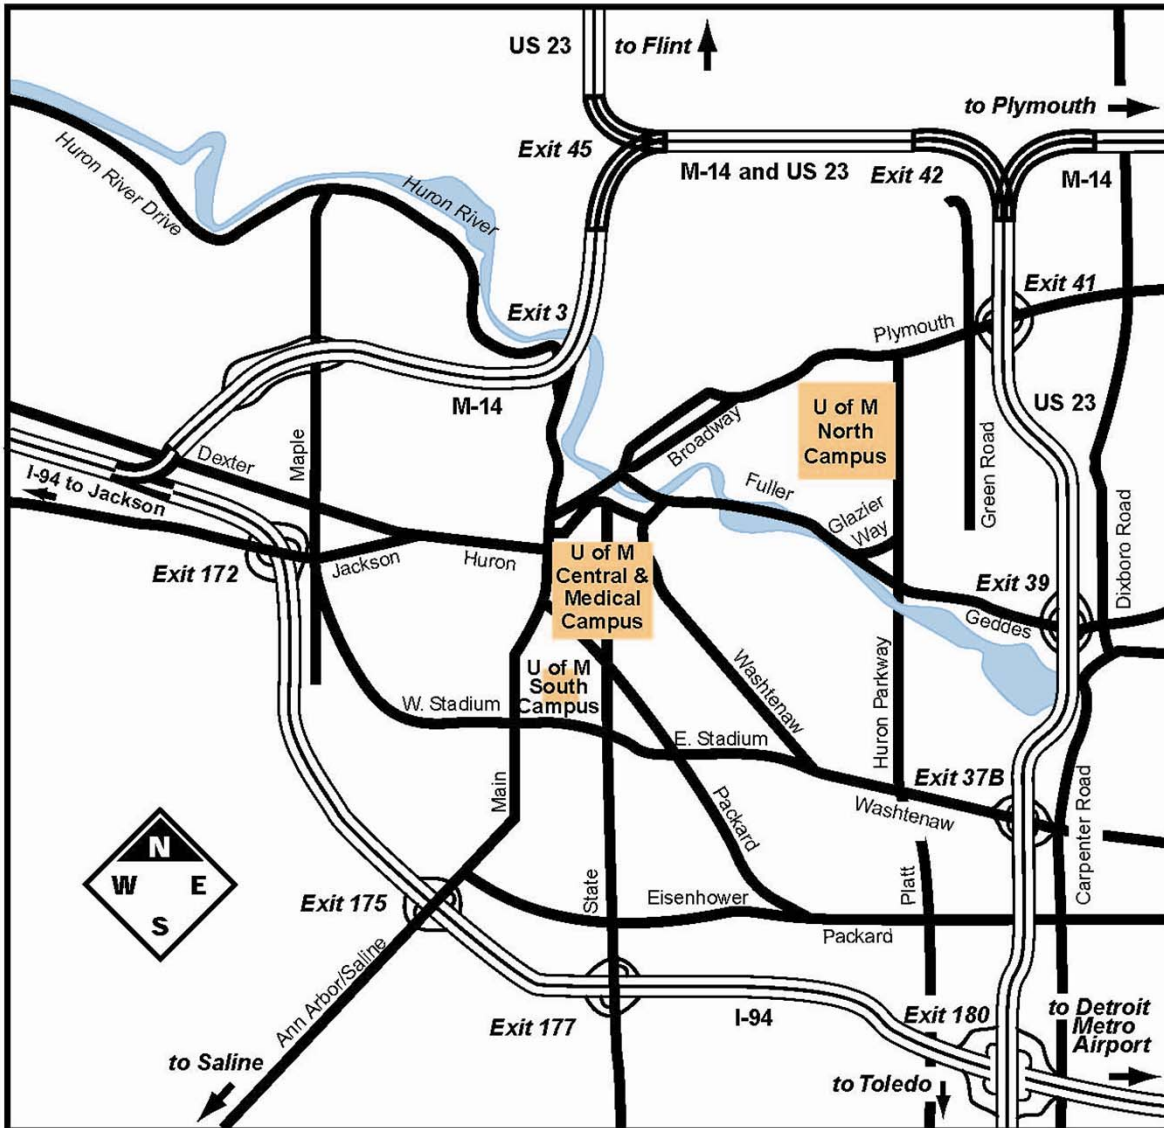 US 23
to Flint
to Plymouth
Exit 45
M-14 and US 23
Exit 42
M-14
Huron River Drive
Huron River
Exit 3
Exit 41
Plymouth
M-14
US 23
U of M
North
Campus
Broadway
Dexter
Maple
I-94 to Jackson
Fuller
Glazier
Way
Green Road
Dixboro Road
Exit 172
Jackson
Huron
U of M
Central &
Medical
Campus
Exit 39
Geddes
U of M
South
Campus
W. Stadium
Washtenaw
E. Stadium
Huron Parkway
Exit 37B
Washtenaw
Main
Packard
Carpenter Road
N
W
E
S
Exit 175
State
Eisenhower
Platt
Packard
Ann Arbor/Saline
to Saline
Exit 177
I-94
Exit 180
to Detroit
Metro
Airport
to Toledo